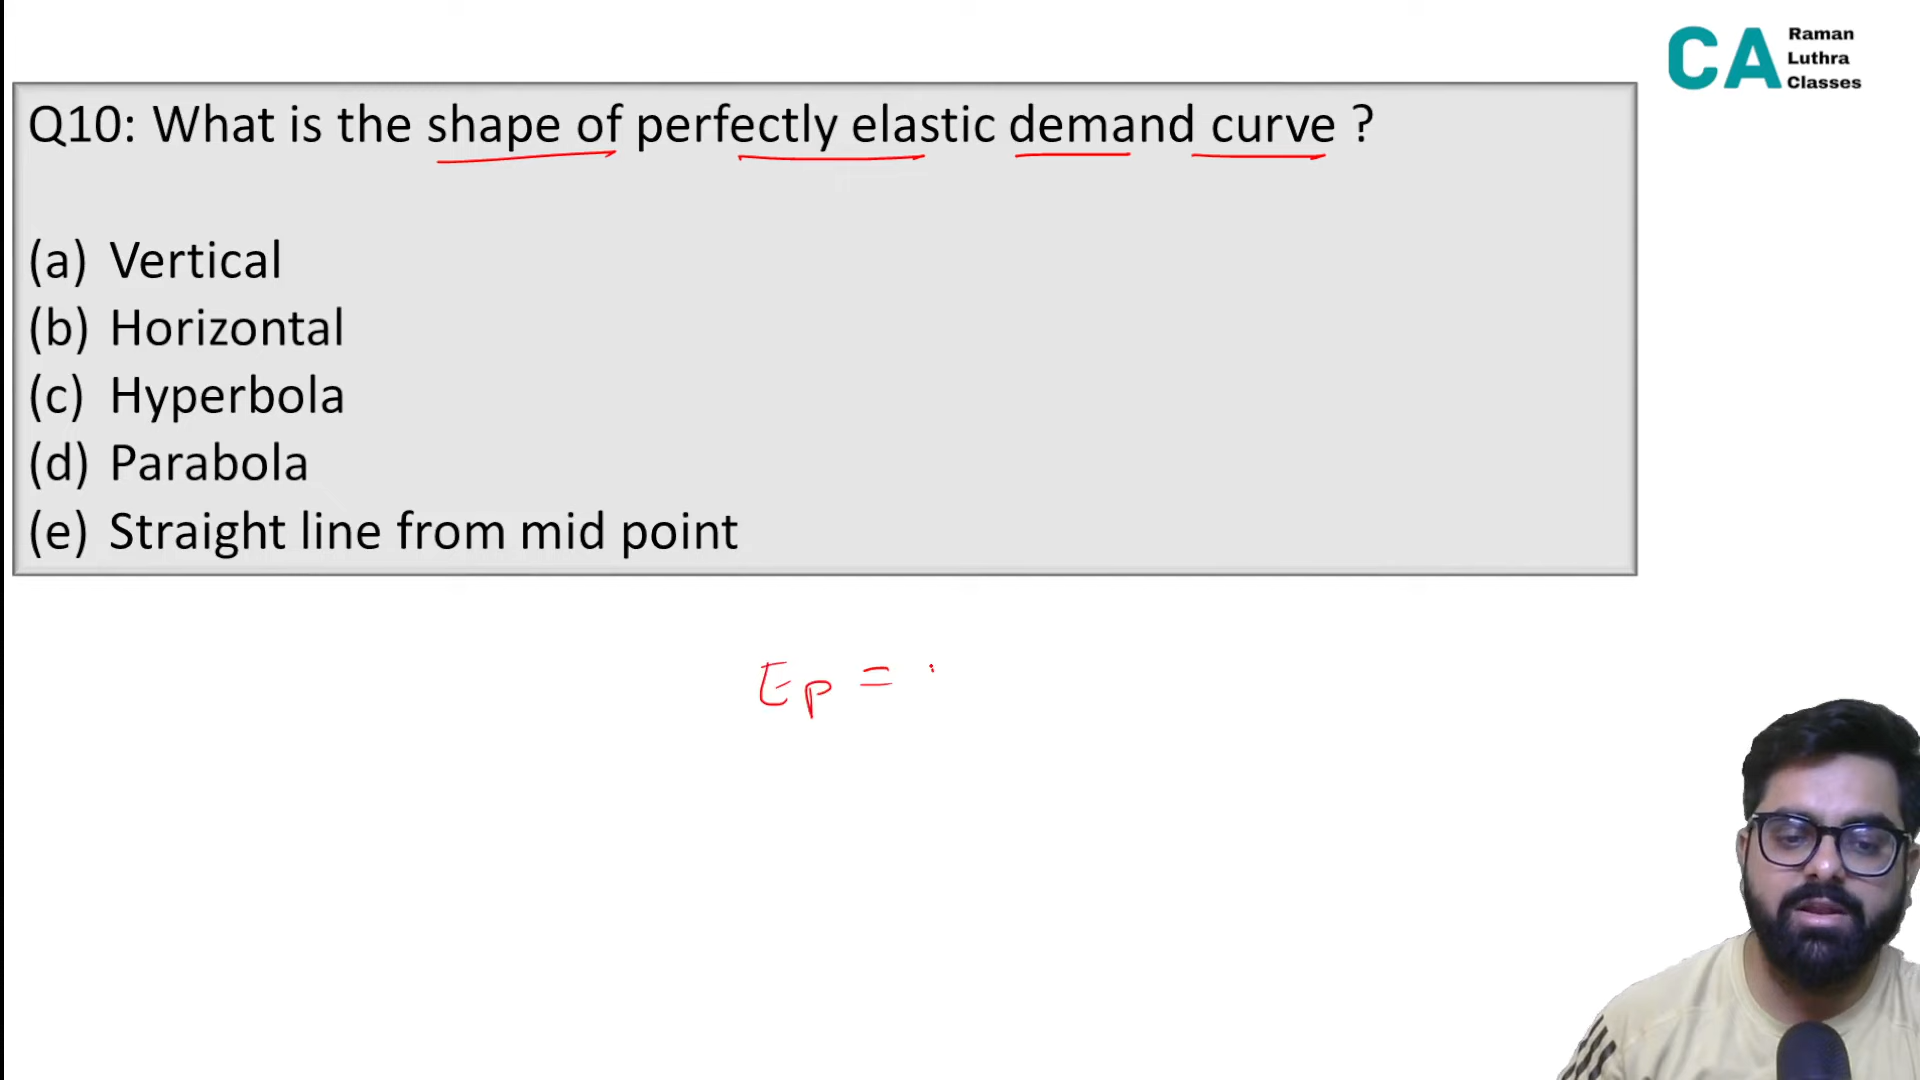 CA Raman
Luthra
Classes
Q10: What is the shape of perfectly elastic demand curve ?
(a) Vertical
(b) Horizontal
(c) Hyperbola
(d) Parabola
(e) Straight line from mid point
Ep =